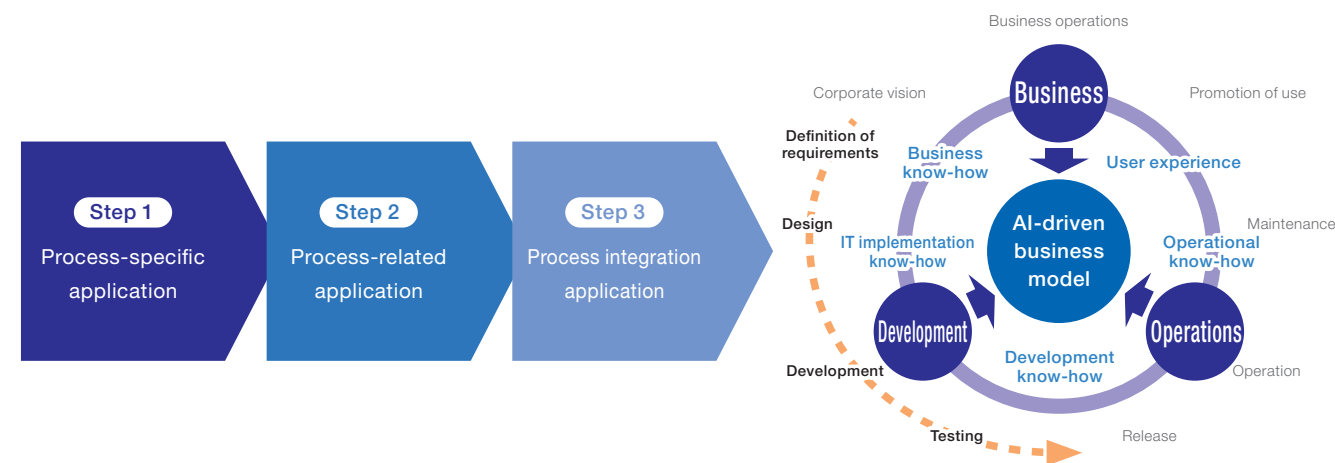 Step 1
Process-specific
application
Step 2
Process-related
application
Step 3
Process integration
application
Business operations
Business
Corporate vision
Promotion of use
Definition of
requirements
Business
know-how
User experience
Design
AI-driven
business
model
Maintenance
IT implementation
know-how
Operational
know-how
Development
Operations
Development
Development
know-how
Operation
Testing
Release